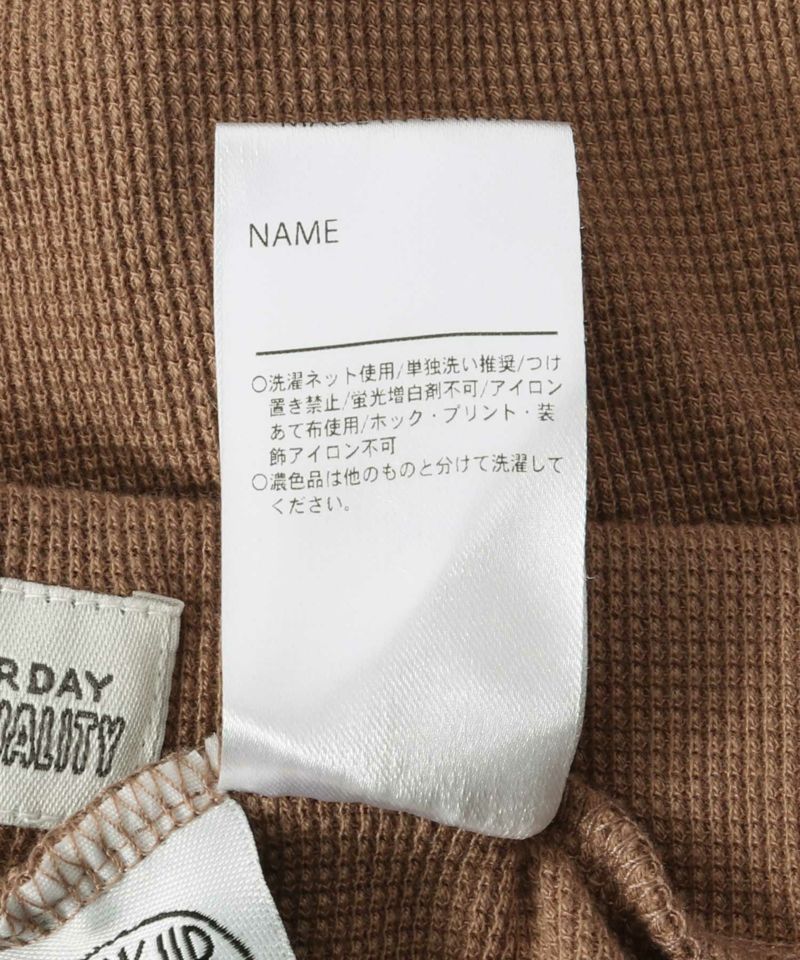 NAME
○洗濯ネット使用/単独洗い推奨/つけ
置き禁止/蛍光増白剤不可/アイロン
あて布使用/ホック・プリント・装
飾アイロン不可
○濃色品は他のものと分けて洗濯して
ください。
R DAY
UALITY